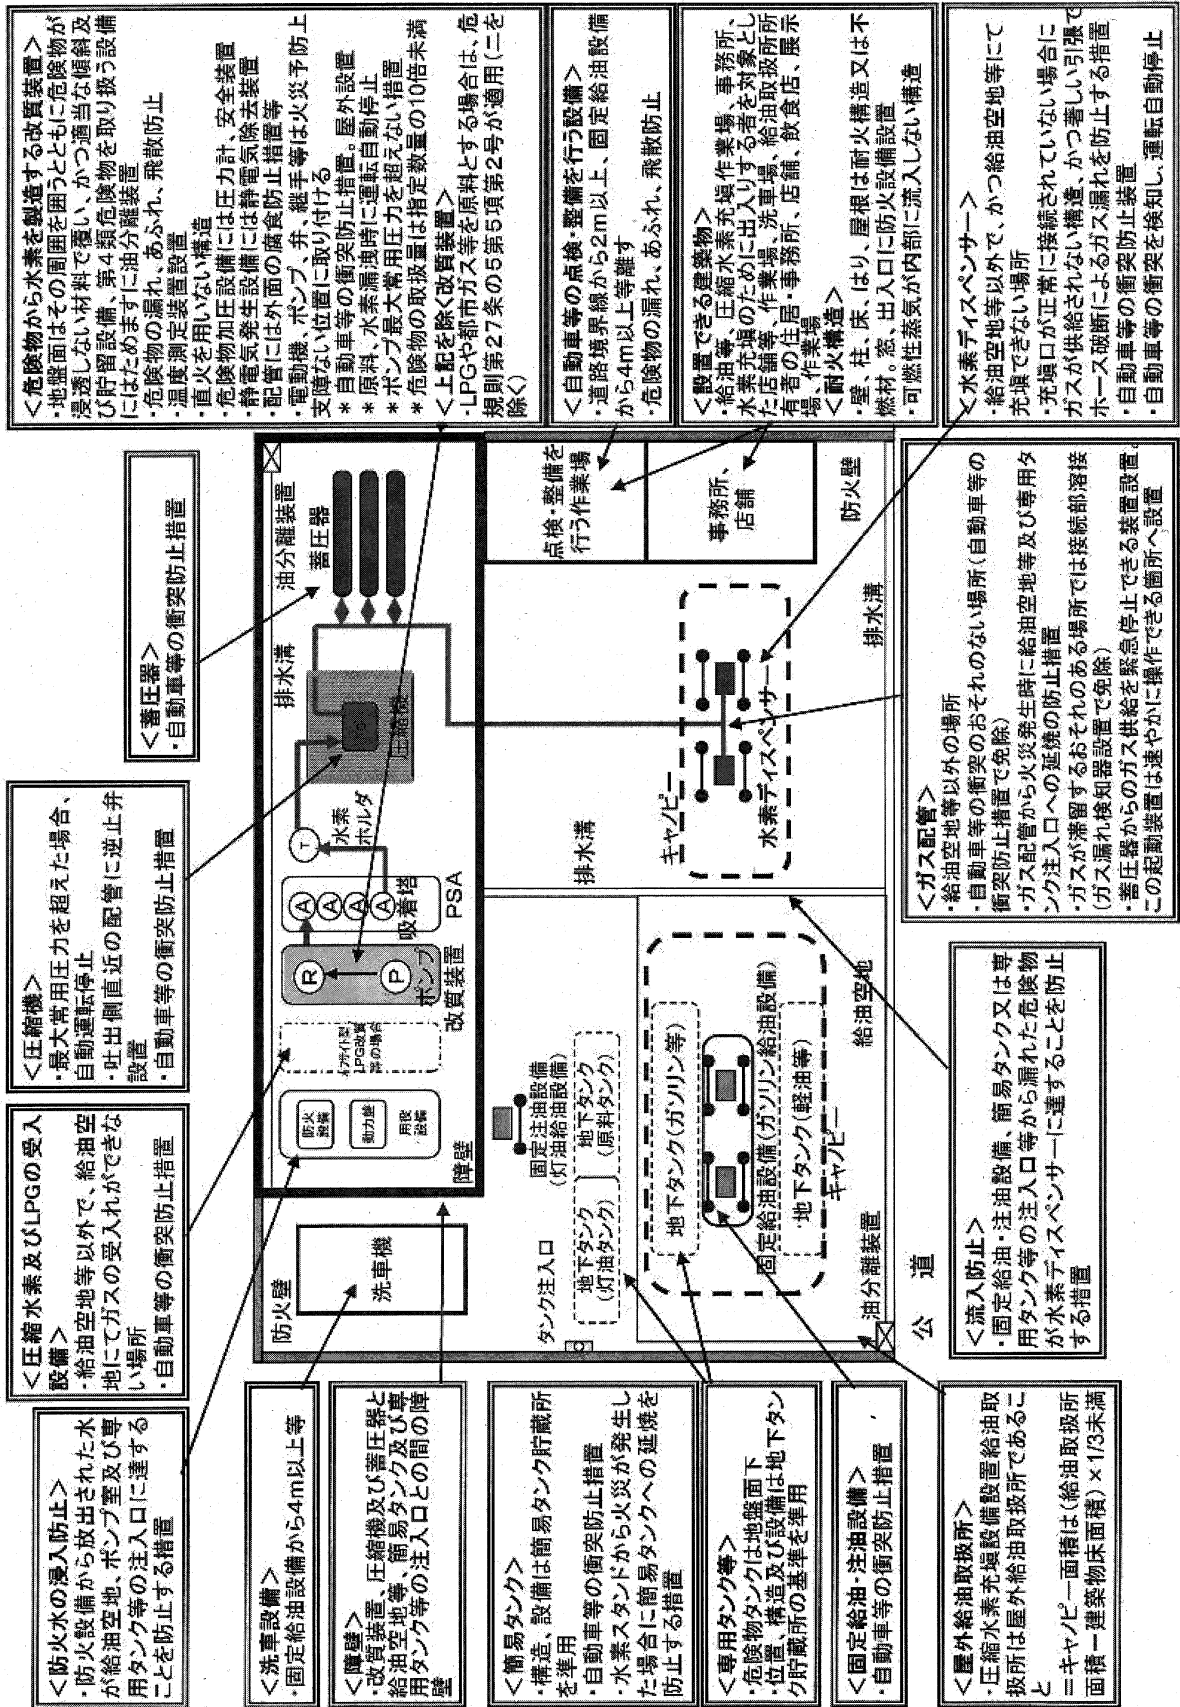 <防火水の浸入防止>
・防火設備から放出された水
が給油空地、ポンプ室及び専
用タンク等の注入口に達する
ことを防止する措置
<圧縮水素及びLPGの受入
設備>
・給油空地等以外で、給油空
地にてガスの受入れができな
い場所
・自動車等の衝突防止措置
<圧縮機>
・最大常用圧力を超えた場合、
自動運転停止
・吐出側直近の配管に逆止弁
設置
・自動車等の衝突防止措置
<蓄圧器>
・自動車等の衝突防止措置
<危険物から水素を製造する改質装置>
・地盤面はその周囲を囲うとともに危険物が
浸透しない材料で覆い、かつ適当な傾斜及
び貯留設備、第4類危険物を取り扱う設備
にはためますに油分離装置
・危険物の漏れ、あふれ、飛散防止
・温度測定装置設置
・直火を用いない構造
・危険物加圧設備には圧力計、安全装置
・静電気発生設備には静電気除去装置
・配管には外面の腐食防止措置等
・電動機、ポンプ、弁、継手等は火災予防上
支障ない位置に取り付ける
*自動車等の衝突防止措置。屋外設置
*原料、水素漏洩時に運転自動停止
*ポンプ最大常用圧力を超えない措置
*危険物の取扱量は指定数量の10倍未満
<上記を除く改質装置>
・LPGや都市ガス等を原料とする場合は、危
規則第27条の5第5項第2号が適用(ニを
除く)
<自動車等の点検・整備を行う設備>
・道路境界線から2m以上、固定給油設備
から4m以上等離す
・危険物の漏れ、あふれ、飛散防止
<設置できる建築物>
・給油等、圧縮水素充填作業場、事務所、
水素充填のために出入りする者を対象とし
た店舗等、作業場、洗車場、給油取扱所所
有者の住居・事務所、店舗、飲食店、展示
場、作業場
<耐火構造>
・壁、柱、床、はり、屋根は耐火構造又は不
燃材。窓、出入口に防火設備設置
・可燃性蒸気が内部に流入しない構造
<水素ディスペンサー>
・給油空地等以外で、かつ給油空地等にて
充填できない場所
・充填口が正常に接続されていない場合に
ガスが供給されない構造、かつ著しい引張で
ホース破断によるガス漏れを防止する措置
・自動車等の衝突防止装置
・自動車等の衝突を検知し、運転自動停止
防火壁
洗車機
障壁
防火
設備
動力盤
用役
設備
オフサイト型
LPG改質
器の場合
R
P
ポンプ
改質装置
A
A
A
A
吸着塔
PSA
T
水素
ホルダ
圧縮機
排水溝
油分離装置
蓄圧器
点検・整備を
行う作業場
事務所、
店舗
防火壁
排水溝
タンク注入口
固定注油設備
(灯油給油設備)
地下タンク
(灯油タンク)
地下タンク
(原料タンク)
地下タンク(ガソリン等)
固定給油設備(ガソリン給油設備)
地下タンク(軽油等)
キャノピー
給油空地
油分離装置
排水溝
キャノピー
水素ディスペンサー
公 道
<洗車設備>
・固定給油設備から4m以上等
<障壁>
・改質装置、圧縮機及び蓄圧器と
給油空地等、簡易タンク及び専
用タンク等の注入口との間の障
壁
<簡易タンク>
・構造、設備は簡易タンク貯蔵所
を準用
・自動車等の衝突防止措置
・水素スタンドから火災が発生し
た場合に簡易タンクへの延焼を
防止する措置
<専用タンク等>
・危険物タンクは地盤面下
・位置、構造及び設備は地下タン
ク貯蔵所の基準を準用
<固定給油・注油設備>
・自動車等の衝突防止措置
<屋外給油取扱所>
・圧縮水素充填設備設置給油取
扱所は屋外給油取扱所であるこ
と
=キャノピー面積は(給油取扱所
面積-建築物床面積)×1/3未満
<流入防止>
・固定給油・注油設備、簡易タンク又は専
用タンク等の注入口等から漏れた危険物
が水素ディスペンサーに達することを防止
する措置
<ガス配管>
・給油空地等以外の場所
・自動車等の衝突のおそれのない場所(自動車等の
衝突防止措置で免除)
・ガス配管から火災発生時に給油空地等及び専用タ
ンク注入口への延焼の防止措置
・ガスが滞留するおそれのある場所では接続部溶接
(ガス漏れ検知器設置で免除)
・蓄圧器からのガス供給を緊急停止できる装置設置。
この起動装置は速やかに操作できる箇所へ設置